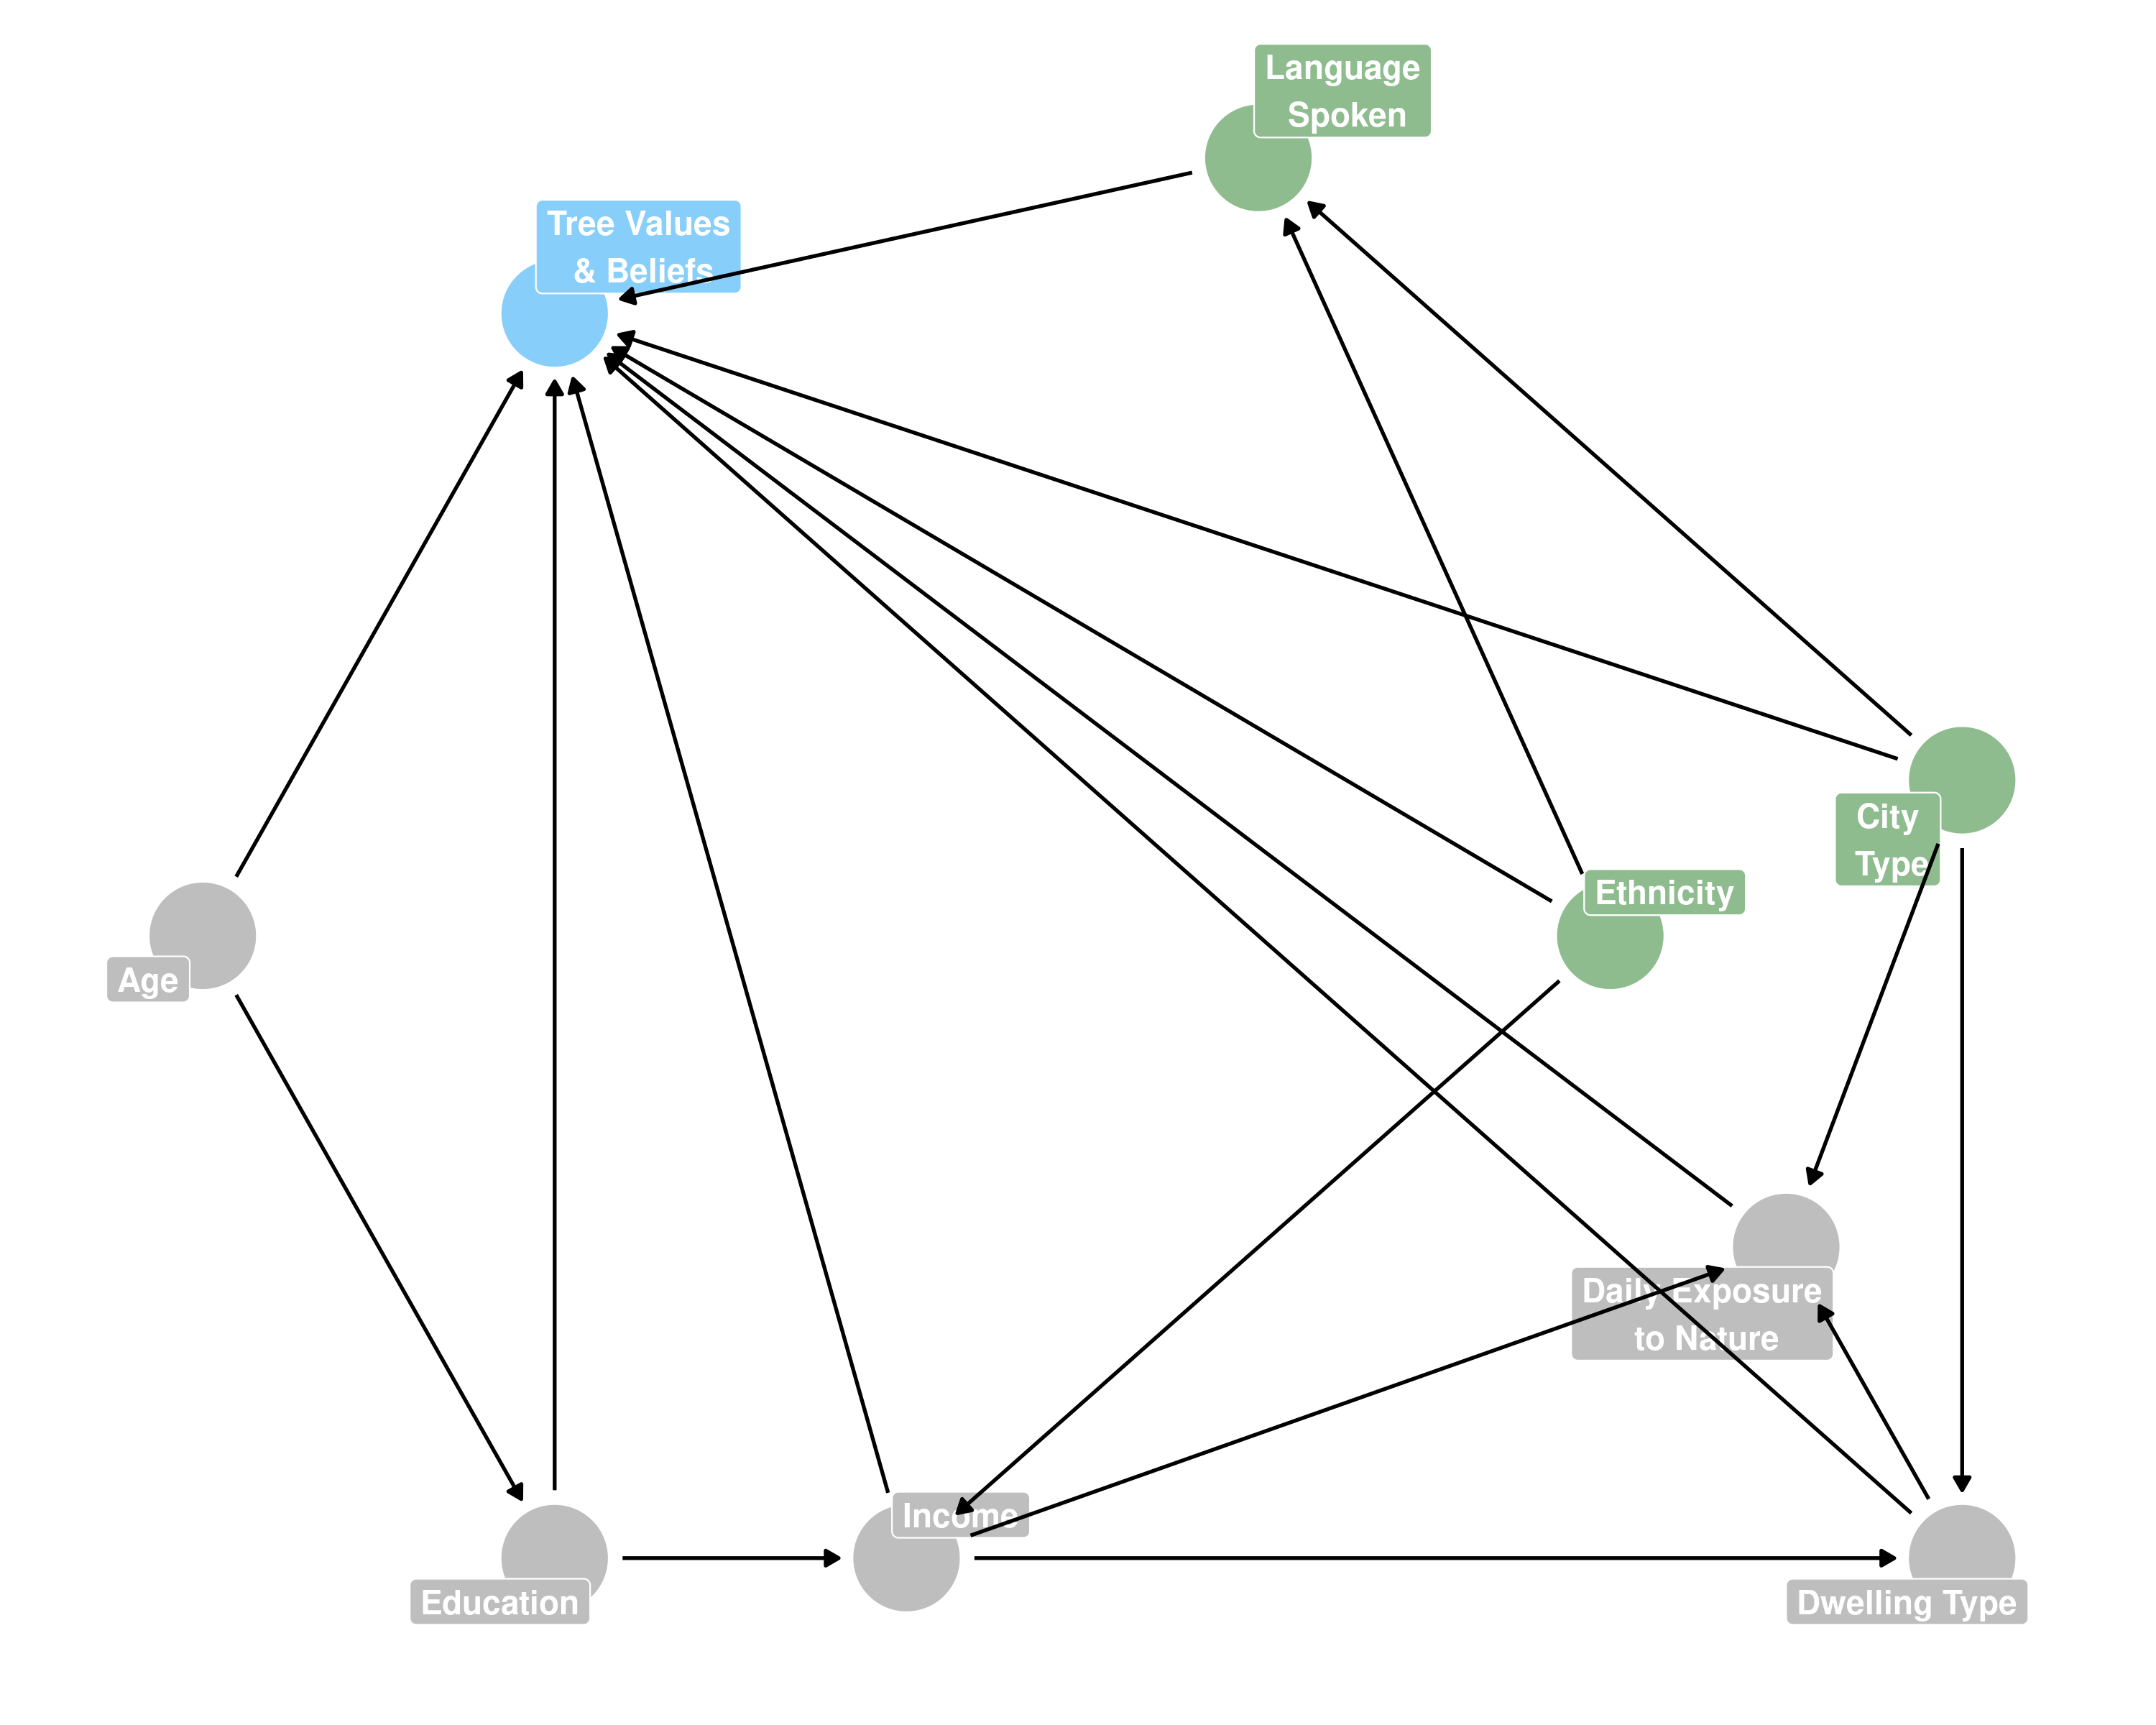 Language
Spoken
Tree Values
& Beliefs
City
Type
Ethnicity
Age
Daily Exposure
to Nature
Income
Education
Dwelling Type